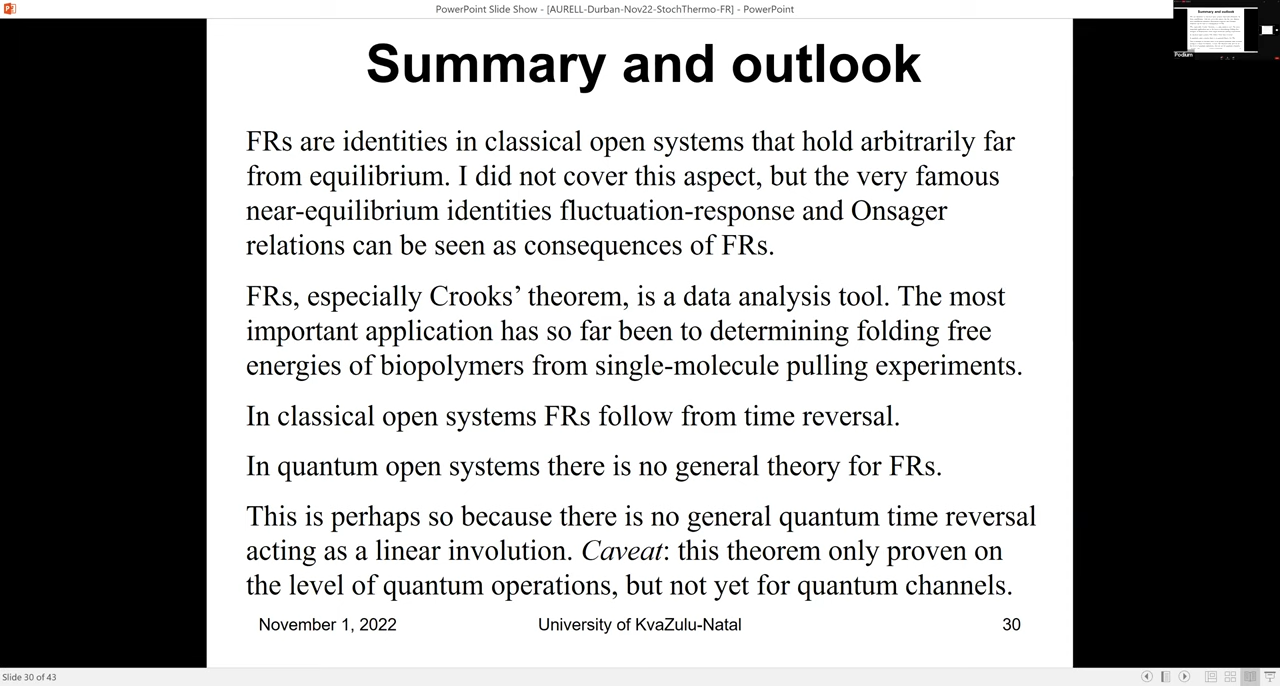 PowerPoint Slide Show - [AURELL-Durban-Nov22-StochThermo-FR] - PowerPoint
Summary and outlook
Podium
Summary and outlook
FRs are identities in classical open systems that hold arbitrarily far
from equilibrium. I did not cover this aspect, but the very famous
near-equilibrium identities fluctuation-response and Onsager
relations can be seen as consequences of FRs.
FRs, especially Crooks’ theorem, is a data analysis tool. The most
important application has so far been to determining folding free
energies of biopolymers from single-molecule pulling experiments.
In classical open systems FRs follow from time reversal.
In quantum open systems there is no general theory for FRs.
This is perhaps so because there is no general quantum time reversal
acting as a linear involution. Caveat: this theorem only proven on
the level of quantum operations, but not yet for quantum channels.
November 1, 2022 University of KvaZulu-Natal 30
Slide 30 of 43